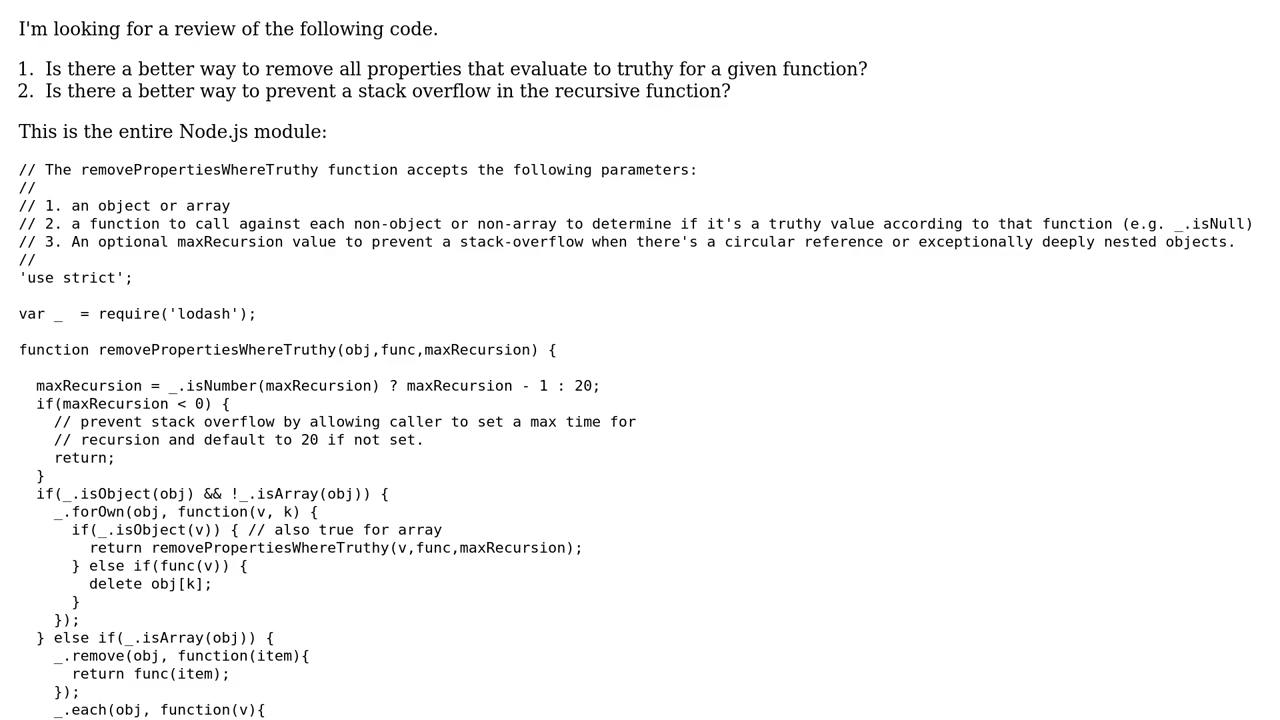 I'm looking for a review of the following code.
1. Is there a better way to remove all properties that evaluate to truthy for a given function?
2. Is there a better way to prevent a stack overflow in the recursive function?
This is the entire Node.js module:
// The removePropertiesWhereTruthy function accepts the following parameters:
//
// 1. an object or array
// 2. a function to call against each non-object or non-array to determine if it's a truthy value according to that function (e.g. _.isNull)
// 3. An optional maxRecursion value to prevent a stack-overflow when there's a circular reference or exceptionally deeply nested objects.
//
'use strict';

var _  = require('lodash');

function removePropertiesWhereTruthy(obj,func,maxRecursion) {

  maxRecursion = _.isNumber(maxRecursion) ? maxRecursion - 1 : 20;
  if(maxRecursion < 0) {
    // prevent stack overflow by allowing caller to set a max time for
    // recursion and default to 20 if not set.
    return;
  }
  if(_.isObject(obj) && !_.isArray(obj)) {
    _.forOwn(obj, function(v, k) {
      if(_.isObject(v)) { // also true for array
        return removePropertiesWhereTruthy(v,func,maxRecursion);
      } else if(func(v)) {
        delete obj[k];
      }
    });
  } else if(_.isArray(obj)) {
    _.remove(obj, function(item){
      return func(item);
    });
    _.each(obj, function(v){